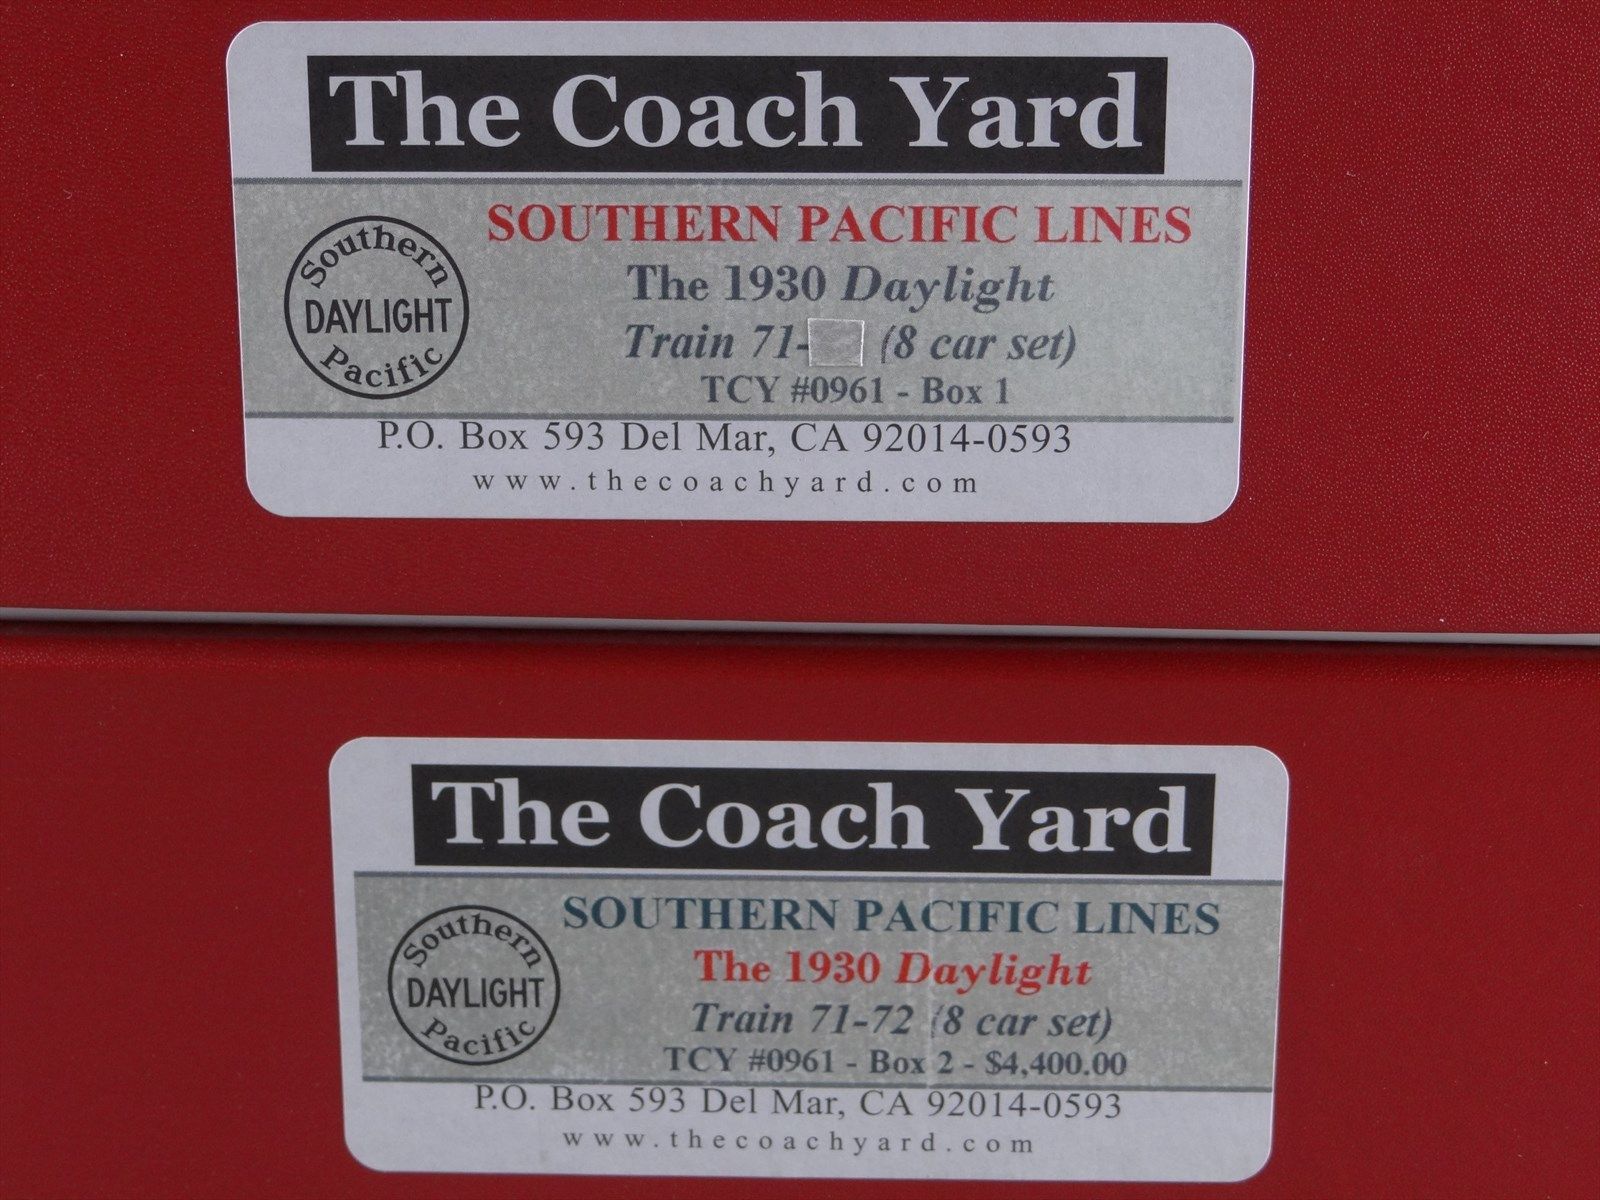 The Coach Yard
SOUTHERN PACIFIC LINES
The 1930 Daylight
Train 71- (8 car set)
TCY #0961 - Box 1
Southern
DAYLIGHT
Pacific
P.O. Box 593 Del Mar, CA 92014-0593
www.thecoachyard.com
The Coach Yard
SOUTHERN PACIFIC LINES
The 1930 Daylight
Train 71-72 (8 car set)
TCY #0961 - Box 2 - $4,400.00
Southern
DAYLIGHT
Pacific
P.O. Box 593 Del Mar, CA 92014-0593
www.thecoachyard.com